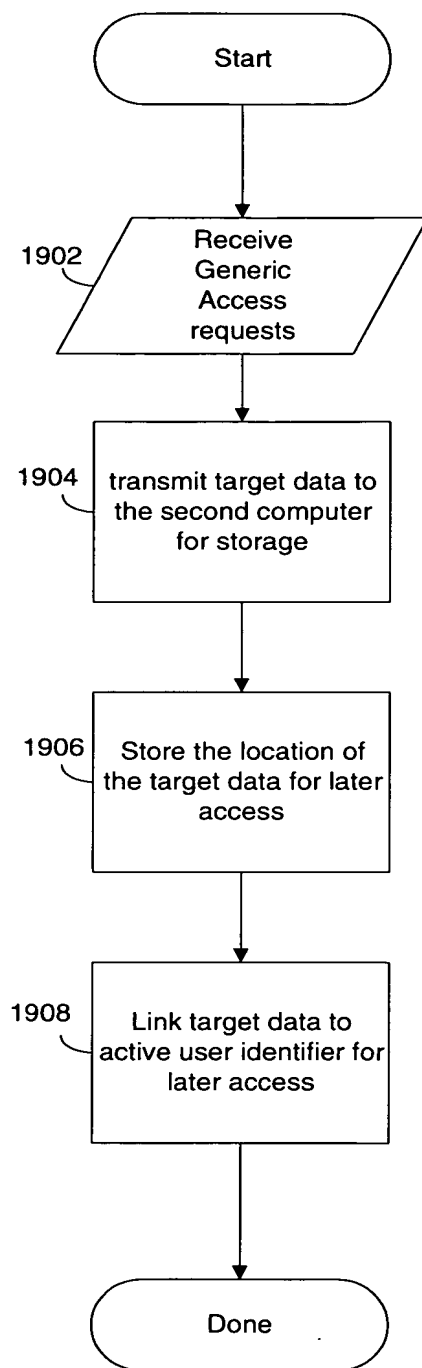 Start
1902
Receive
Generic
Access
requests
1904
transmit target data to
the second computer
for storage
1906
Store the location of
the target data for later
access
1908
Link target data to
active user identifier for
later access
Done